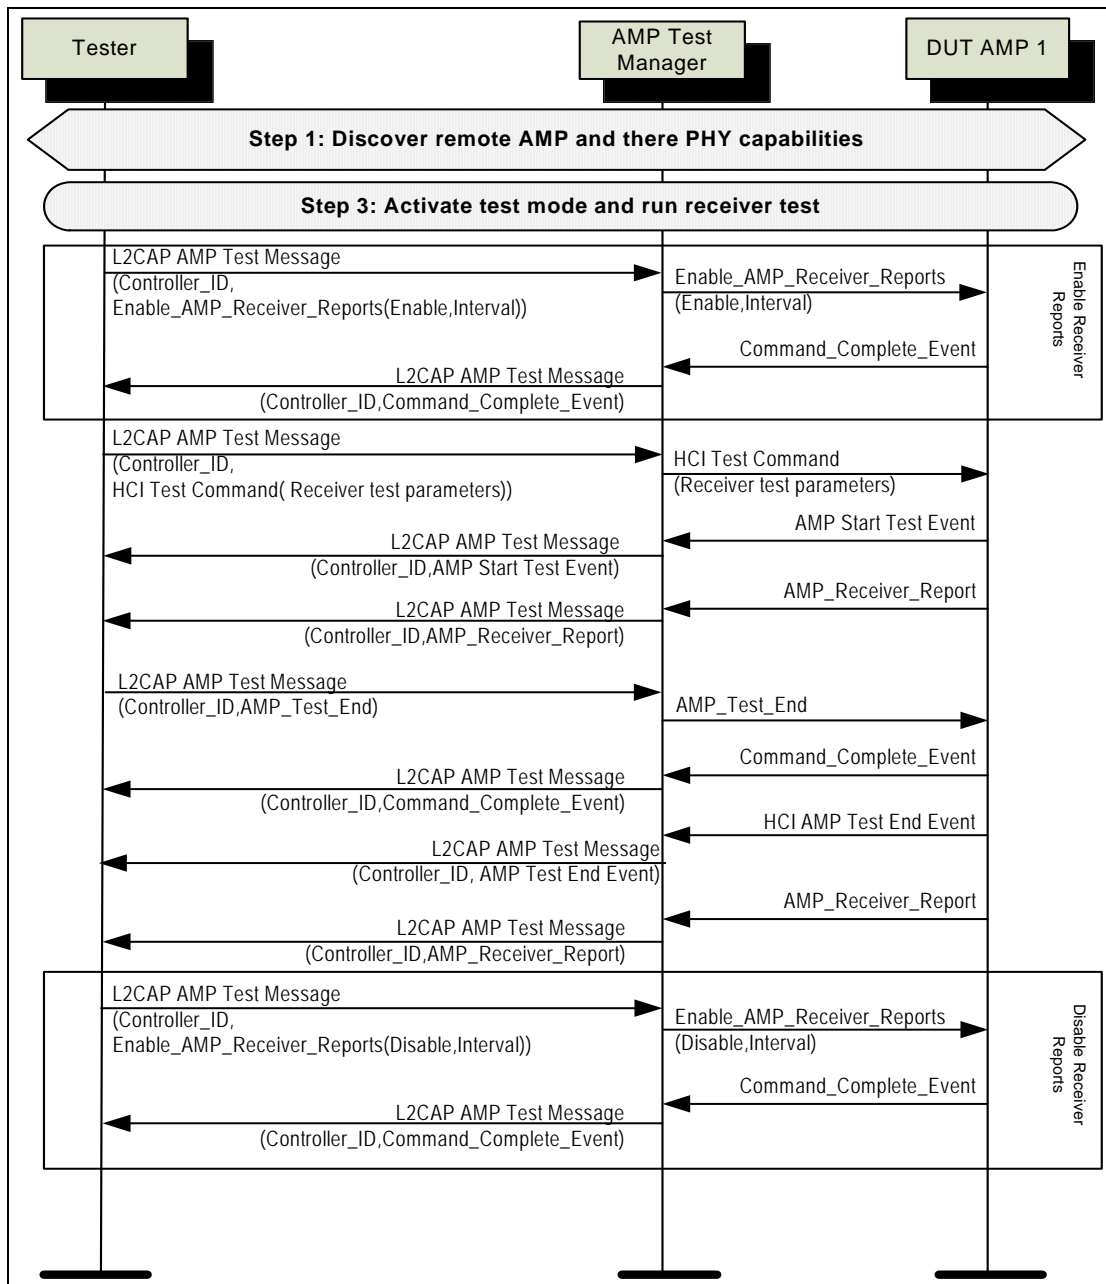 Tester
AMP Test
Manager
DUT AMP 1
Step 1: Discover remote AMP and there PHY capabilities
Step 3: Activate test mode and run receiver test
L2CAP AMP Test Message
(Controller_ID,
Enable_AMP_Receiver_Reports(Enable,Interval))
Enable_AMP_Receiver_Reports
(Enable,Interval)
Enable Receiver
Reports
Command_Complete_Event
L2CAP AMP Test Message
(Controller_ID,Command_Complete_Event)
L2CAP AMP Test Message
(Controller_ID,
HCI Test Command( Receiver test parameters))
HCI Test Command
(Receiver test parameters)
AMP Start Test Event
L2CAP AMP Test Message
(Controller_ID,AMP Start Test Event)
AMP_Receiver_Report
L2CAP AMP Test Message
(Controller_ID,AMP_Receiver_Report)
L2CAP AMP Test Message
(Controller_ID,AMP_Test_End)
AMP_Test_End
Command_Complete_Event
L2CAP AMP Test Message
(Controller_ID,Command_Complete_Event)
HCI AMP Test End Event
L2CAP AMP Test Message
(Controller_ID, AMP Test End Event)
AMP_Receiver_Report
L2CAP AMP Test Message
(Controller_ID,AMP_Receiver_Report)
L2CAP AMP Test Message
(Controller_ID,
Enable_AMP_Receiver_Reports(Disable,Interval))
Enable_AMP_Receiver_Reports
(Disable,Interval)
Disable Receiver
Reports
Command_Complete_Event
L2CAP AMP Test Message
(Controller_ID,Command_Complete_Event)